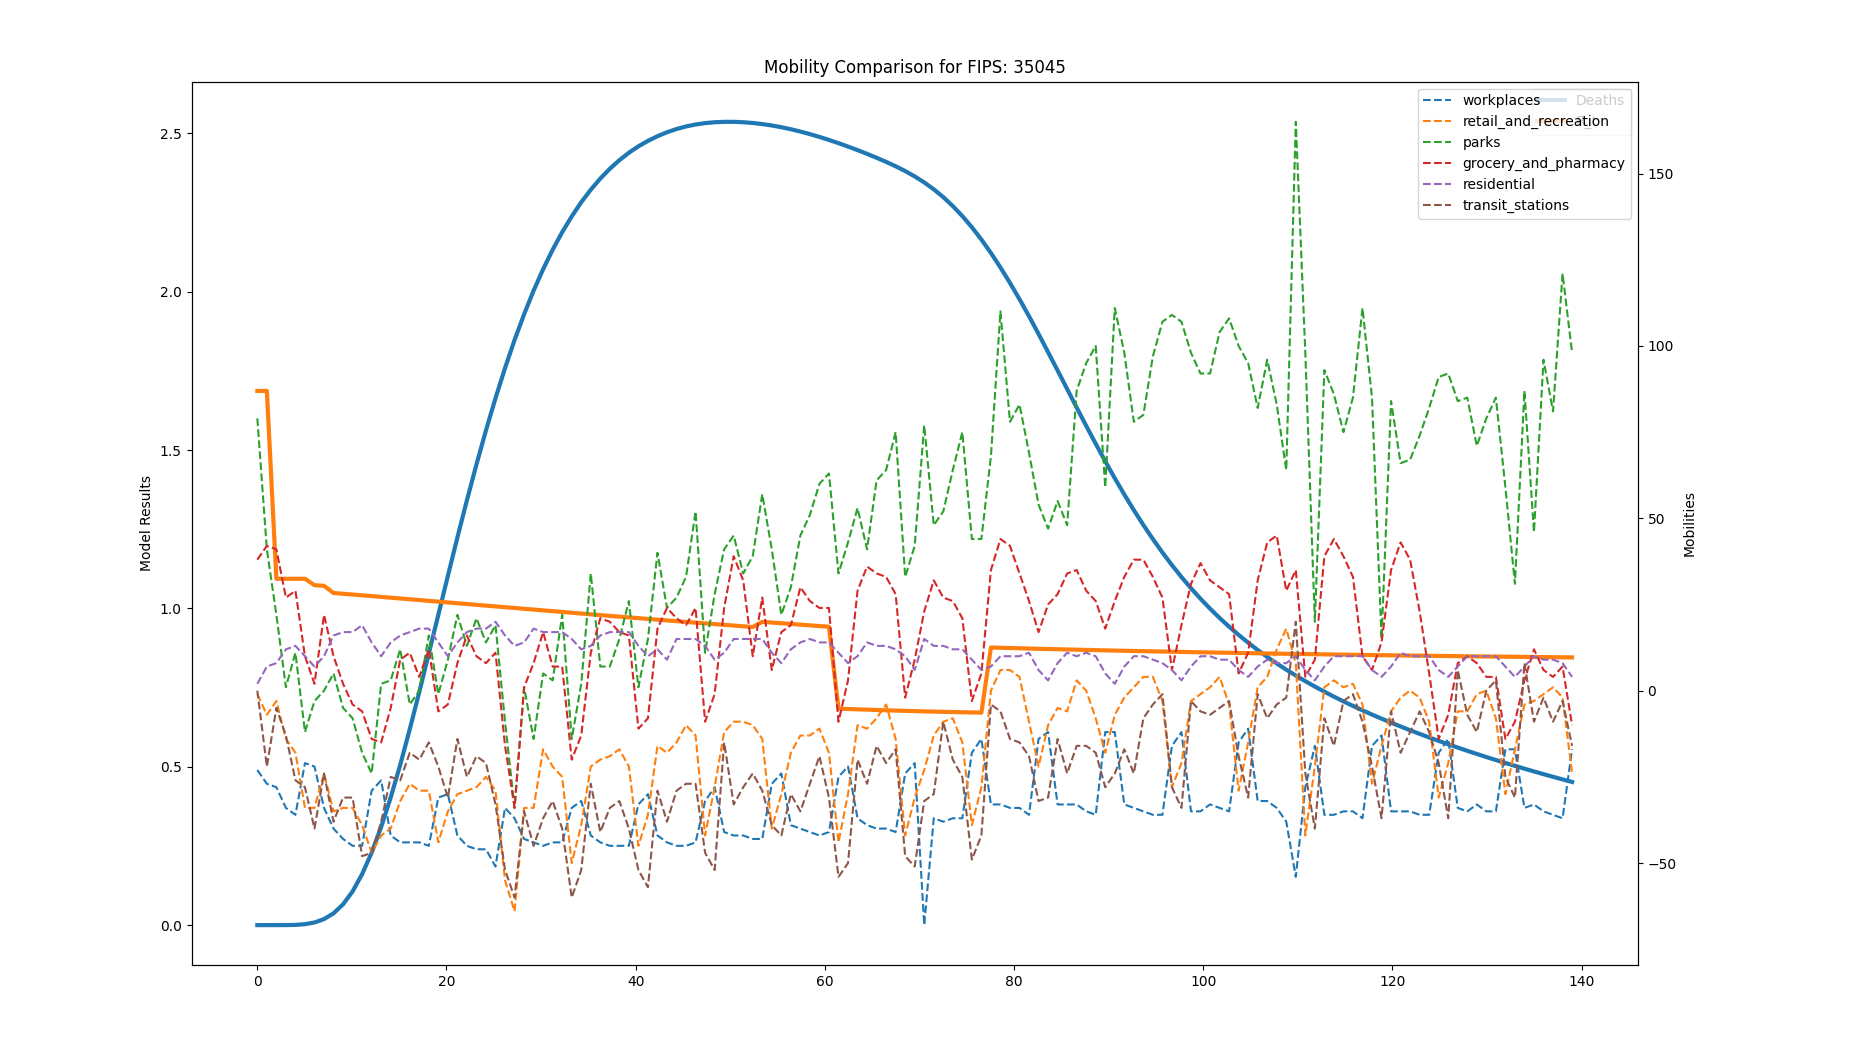 Mobility Comparison for FIPS: 35045
Model Results
2.5
2.0
1.5
1.0
0.5
0.0
0
20
40
60
80
100
120
140
150
100
50
0
−50
Mobilities
workplaces
retail_and_recreation
parks
grocery_and_pharmacy
residential
transit_stations
Deaths